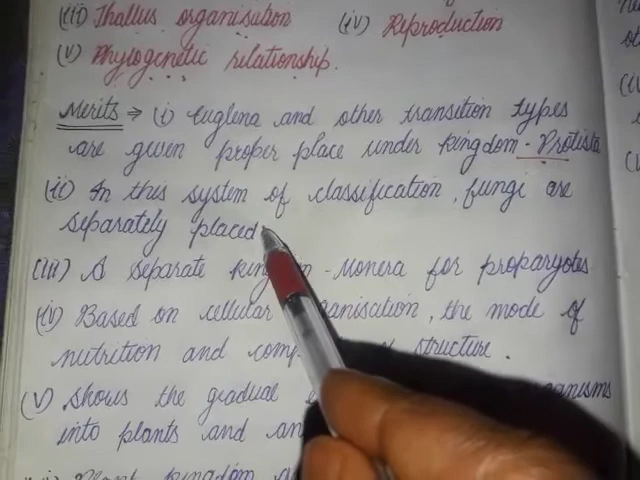 (iii) Thallus organisation (iv) Reproduction
(v) Phylogenetic relationship.
Merits → (i) Euglena and other transition types
are given proper place under kingdom - Protista
(ii) In this system of classification, fungi are
separately placed
(iii) A separate - Monera for prokaryotes
(iv) Based on cellular organisation, the mode of
nutrition and structure.
(v) Shows the gradual
into plants and
Plant kingdom